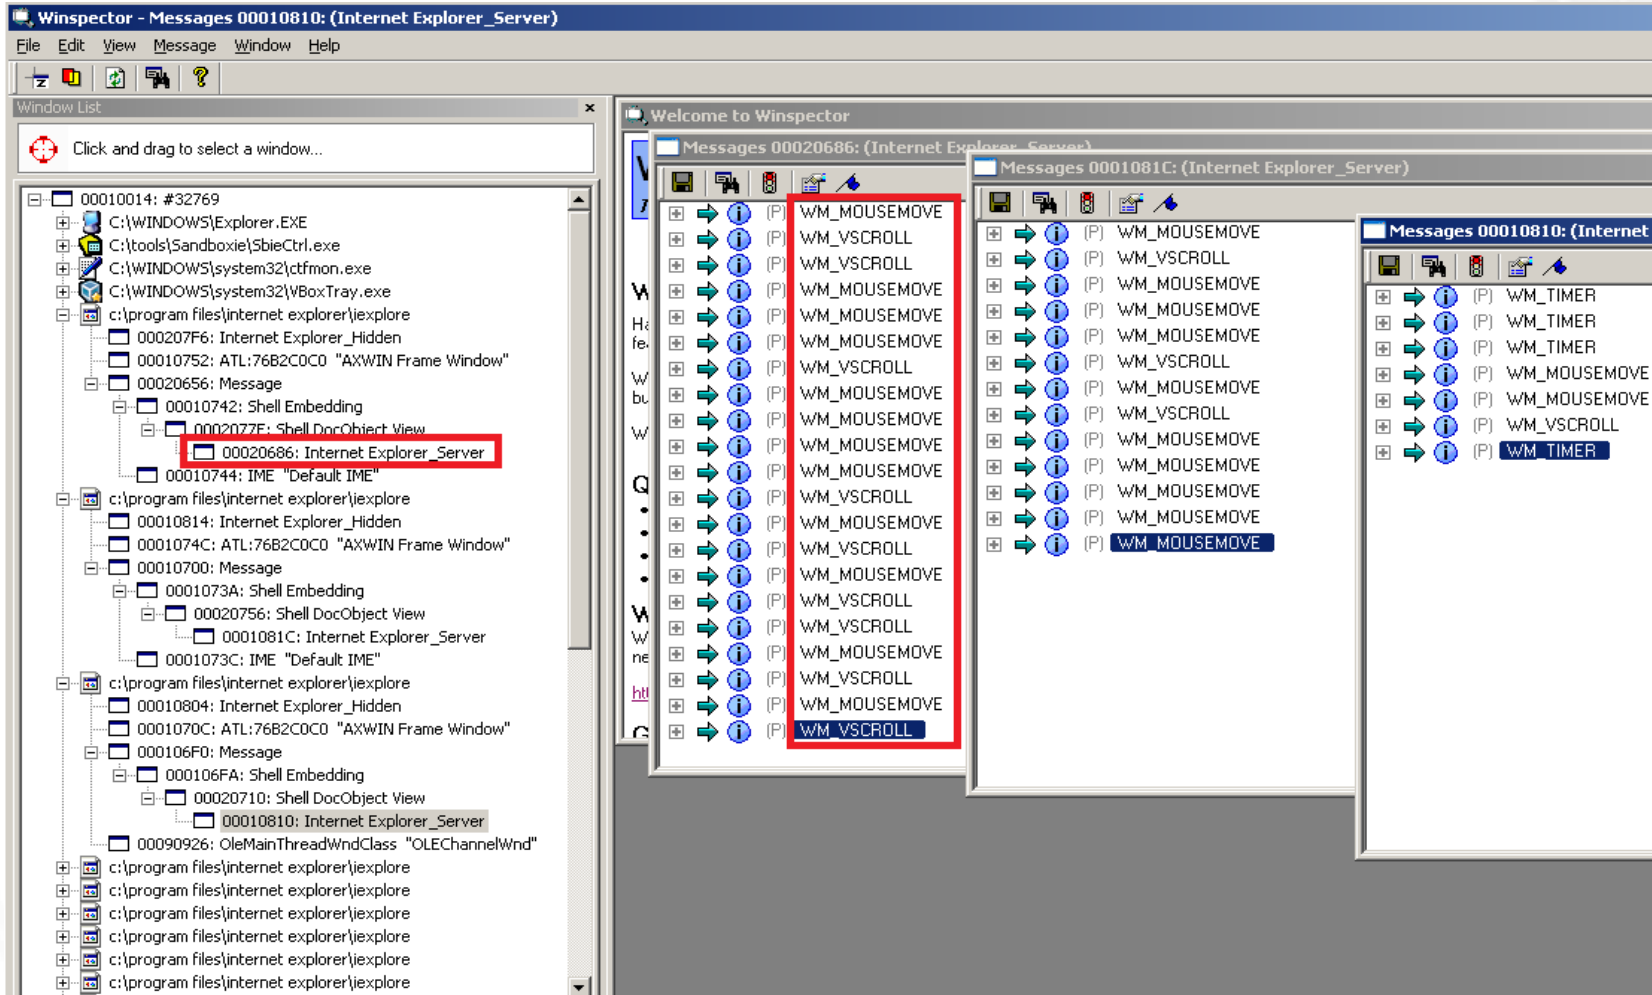 Winspector - Messages 00010810: (Internet Explorer_Server)
File Edit View Message Window Help
Window List
Click and drag to select a window...
00010014: #32769
C:\WINDOWS\Explorer.EXE
C:\tools\Sandboxie\SbieCtrl.exe
C:\WINDOWS\system32\ctfmon.exe
C:\WINDOWS\system32\VBoxTray.exe
c:\program files\internet explorer\iexplore
000207F6: Internet Explorer_Hidden
00010752: ATL:76B2C0C0 "AXWIN Frame Window"
00020656: Message
00010742: Shell Embedding
0002077E: Shell DocObject View
00020686: Internet Explorer_Server
00010744: IME "Default IME"
c:\program files\internet explorer\iexplore
00010814: Internet Explorer_Hidden
0001074C: ATL:76B2C0C0 "AXWIN Frame Window"
00010700: Message
0001073A: Shell Embedding
00020756: Shell DocObject View
0001081C: Internet Explorer_Server
0001073C: IME "Default IME"
c:\program files\internet explorer\iexplore
00010804: Internet Explorer_Hidden
0001070C: ATL:76B2C0C0 "AXWIN Frame Window"
000106F0: Message
000106FA: Shell Embedding
00020710: Shell DocObject View
00010810: Internet Explorer_Server
00090926: OleMainThreadWndClass "OLEChannelWnd"
c:\program files\internet explorer\iexplore
c:\program files\internet explorer\iexplore
c:\program files\internet explorer\iexplore
c:\program files\internet explorer\iexplore
c:\program files\internet explorer\iexplore
c:\program files\internet explorer\iexplore
Welcome to Winspector
Messages 00020686: (Internet Explorer_Server)
(P) WM_MOUSEMOVE
(P) WM_VSCROLL
(P) WM_VSCROLL
(P) WM_MOUSEMOVE
(P) WM_MOUSEMOVE
(P) WM_MOUSEMOVE
(P) WM_VSCROLL
(P) WM_MOUSEMOVE
(P) WM_MOUSEMOVE
(P) WM_MOUSEMOVE
(P) WM_MOUSEMOVE
(P) WM_VSCROLL
(P) WM_MOUSEMOVE
(P) WM_VSCROLL
(P) WM_MOUSEMOVE
(P) WM_VSCROLL
(P) WM_VSCROLL
(P) WM_MOUSEMOVE
(P) WM_VSCROLL
(P) WM_MOUSEMOVE
(P) WM_VSCROLL
Messages 0001081C: (Internet Explorer_Server)
(P) WM_MOUSEMOVE
(P) WM_VSCROLL
(P) WM_MOUSEMOVE
(P) WM_MOUSEMOVE
(P) WM_MOUSEMOVE
(P) WM_VSCROLL
(P) WM_MOUSEMOVE
(P) WM_VSCROLL
(P) WM_MOUSEMOVE
(P) WM_MOUSEMOVE
(P) WM_MOUSEMOVE
(P) WM_MOUSEMOVE
(P) WM_MOUSEMOVE
Messages 00010810: (Internet
(P) WM_TIMER
(P) WM_TIMER
(P) WM_TIMER
(P) WM_MOUSEMOVE
(P) WM_MOUSEMOVE
(P) WM_VSCROLL
(P) WM_TIMER